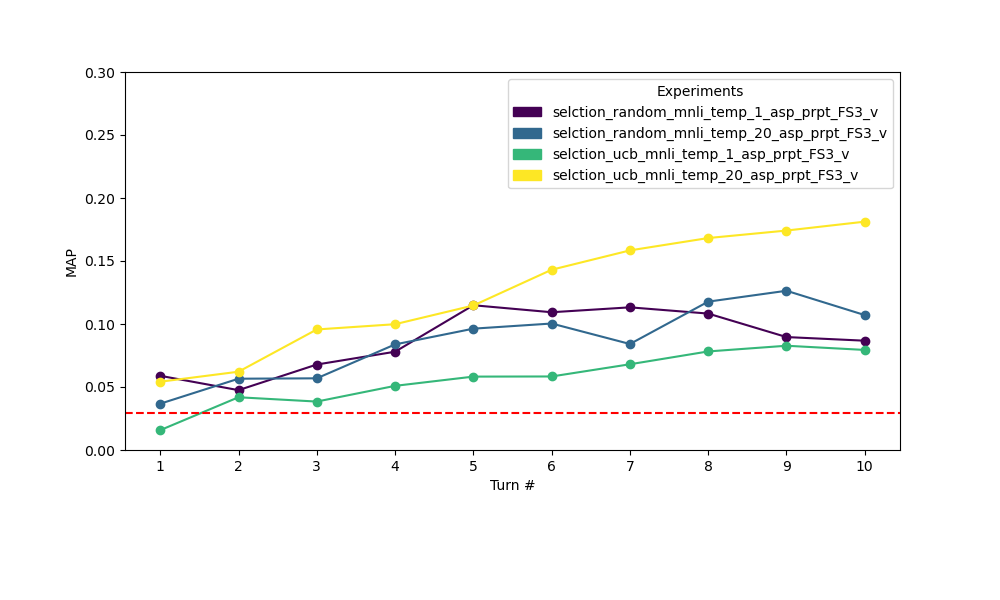 Experiments
selction_random_mnli_temp_1_asp_prpt_FS3_v
selction_random_mnli_temp_20_asp_prpt_FS3_v
selction_ucb_mnli_temp_1_asp_prpt_FS3_v
selction_ucb_mnli_temp_20_asp_prpt_FS3_v
MAP
0.30
0.25
0.20
0.15
0.10
0.05
0.00
1 2 3 4 5 6 7 8 9 10
Turn #